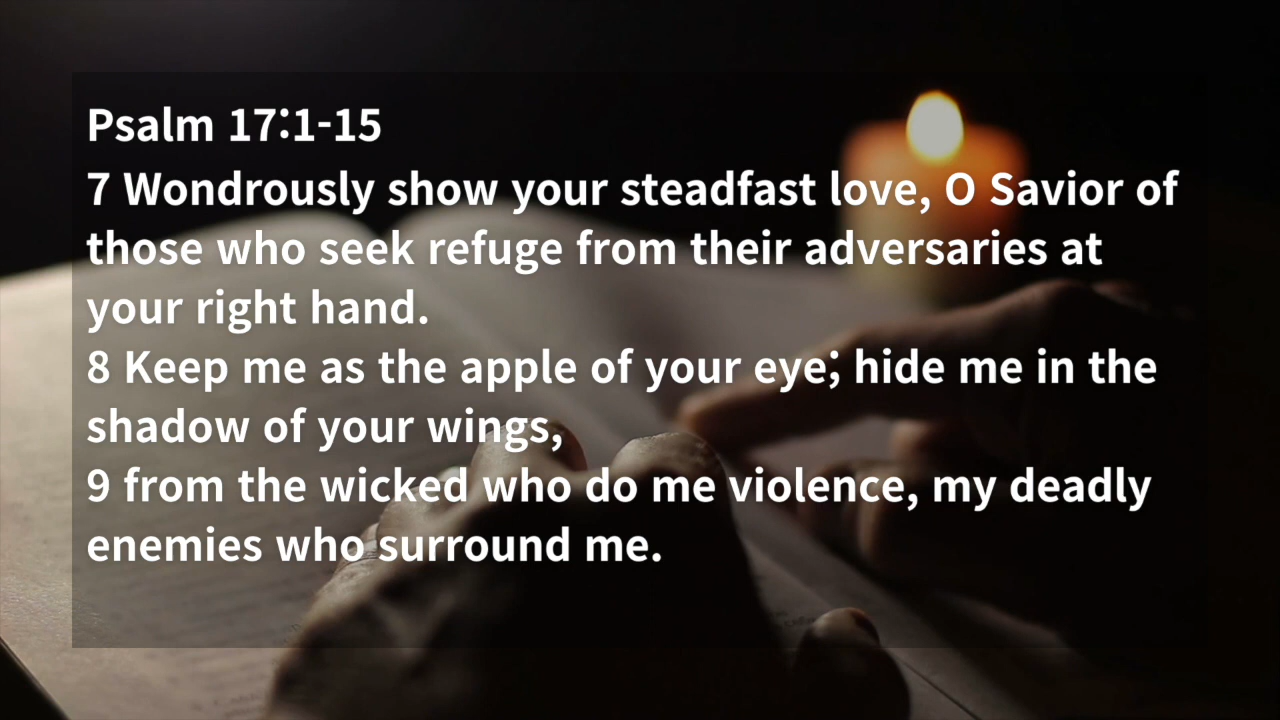 Psalm 17:1-15
7 Wondrously show your steadfast love, O Savior of
those who seek refuge from their adversaries at
your right hand.
8 Keep me as the apple of your eye; hide me in the
shadow of your wings,
9 from the wicked who do me violence, my deadly
enemies who surround me.